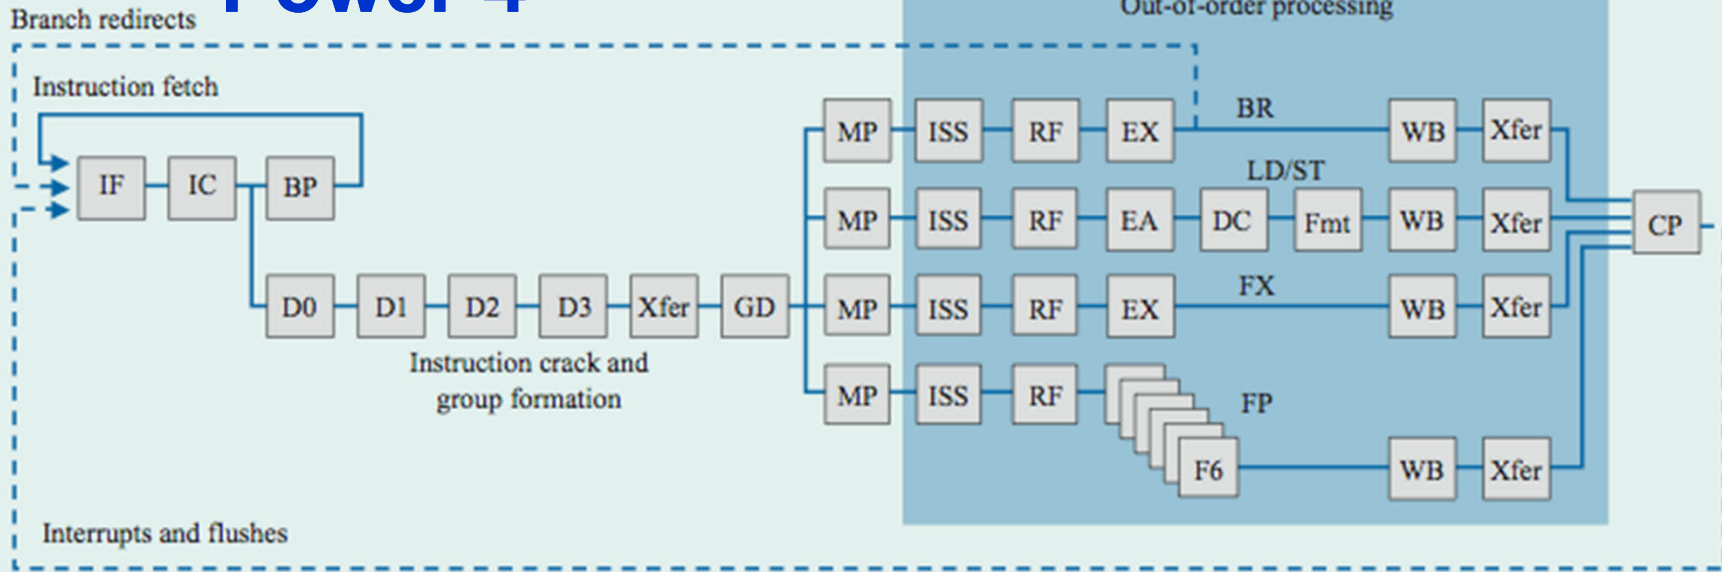 Power 4
Out-of-order processing
Branch redirects
Instruction fetch
IF IC BP
D0 D1 D2 D3 Xfer GD
Instruction crack and
group formation
MP ISS RF EX BR WB Xfer
LD/ST
MP ISS RF EA DC Fmt WB Xfer CP
FX
MP ISS RF EX WB Xfer
MP ISS RF FP
F6 WB Xfer
Interrupts and flushes